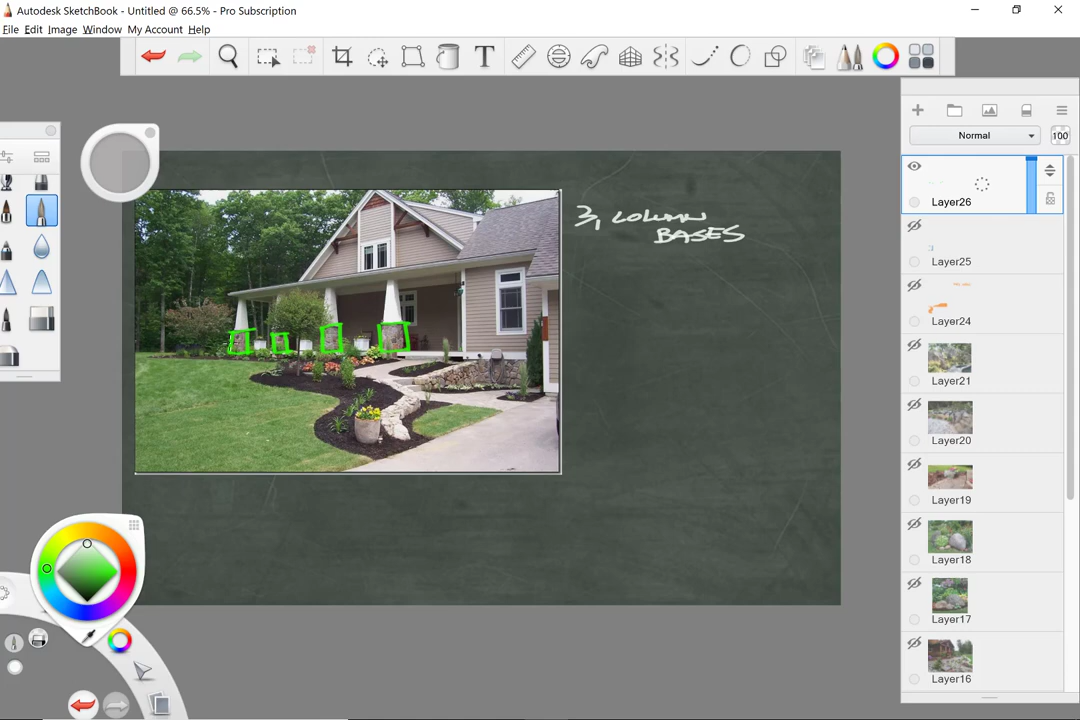 Autodesk SketchBook - Untitled @ 66.5% - Pro Subscription
File Edit Image Window My Account Help
T
Normal
100
3, COLUMN
BASES
Layer26
Layer25
Layer24
Layer21
Layer20
Layer19
Layer18
Layer17
Layer16